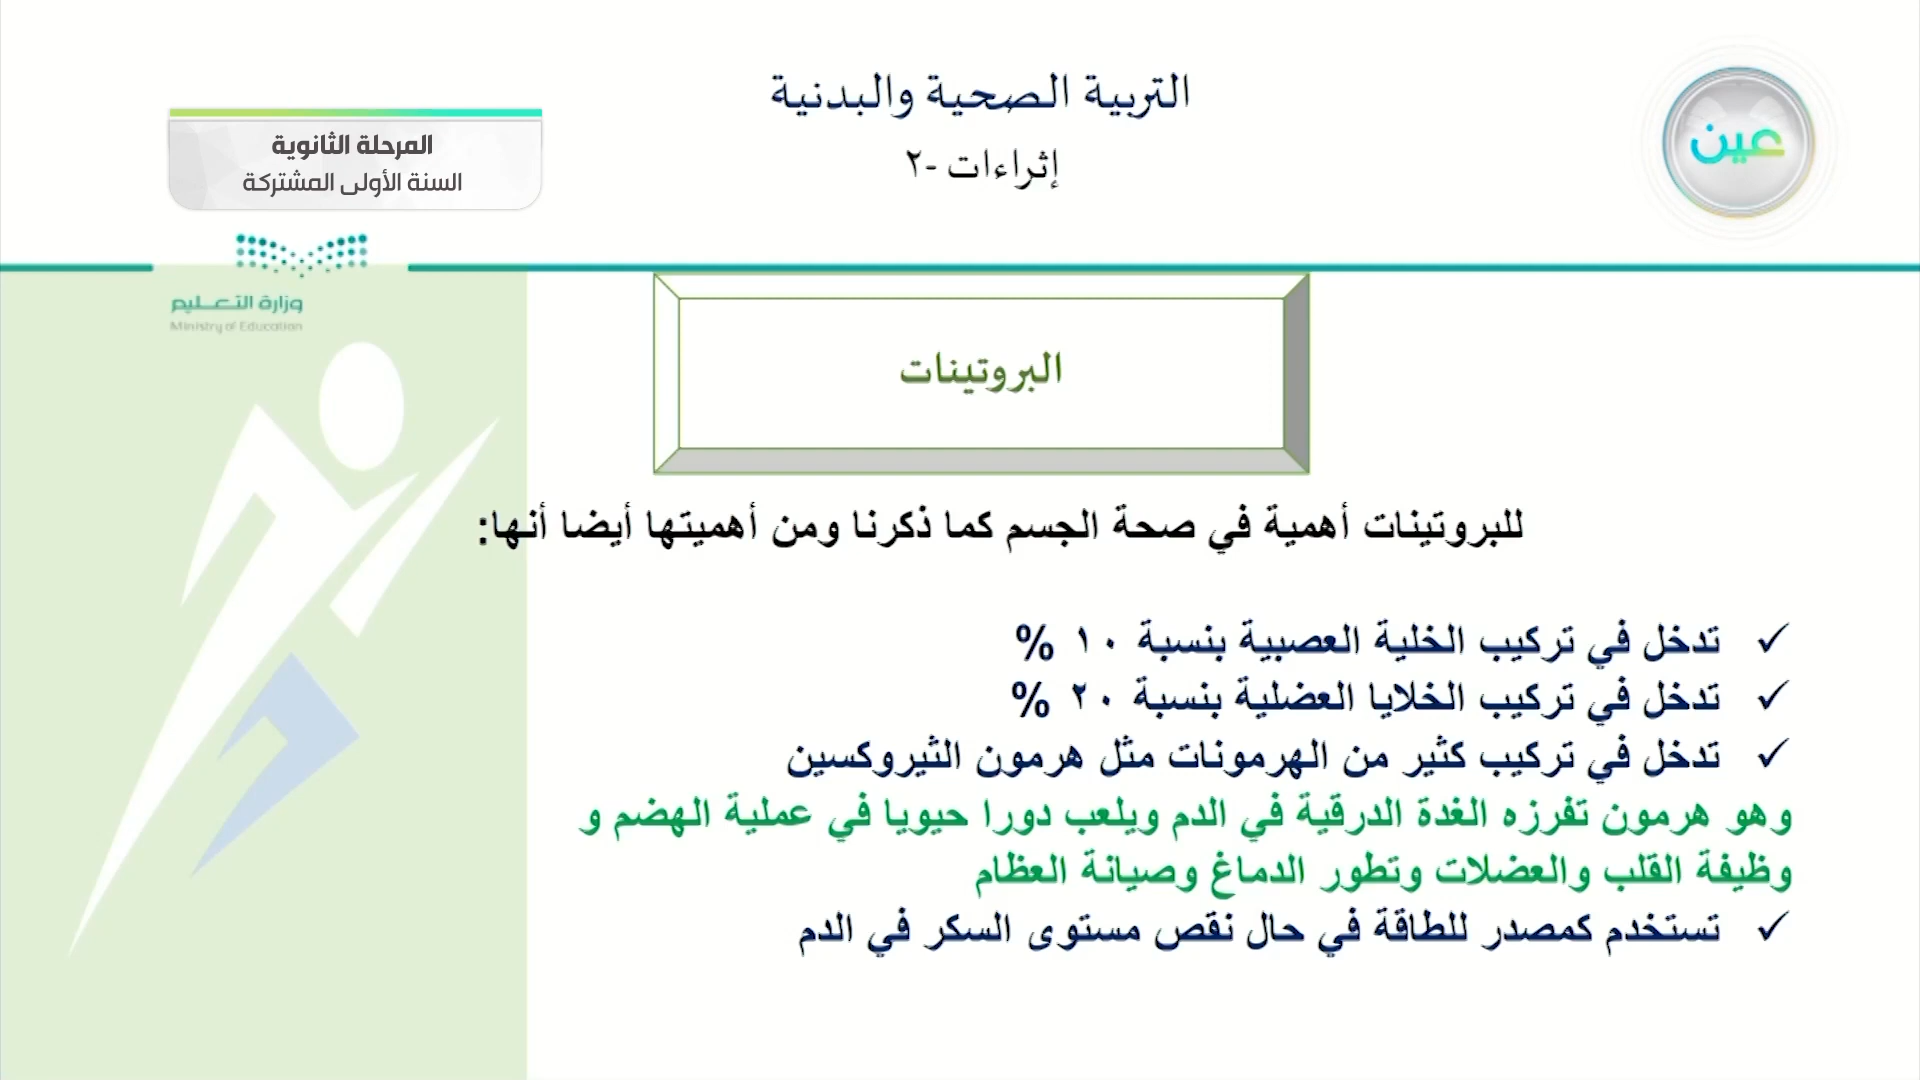 التربية الصحية والبدنية
إثراءات -٢
عين
المرحلة الثانوية
السنة الأولى المشتركة
وزارة التعليم
Ministry of Education
البروتينات
للبروتينات أهمية في صحة الجسم كما ذكرنا ومن أهميتها أيضا أنها:
✓ تدخل في تركيب الخلية العصبية بنسبة ١٠ %
✓ تدخل في تركيب الخلايا العضلية بنسبة ٢٠ %
✓ تدخل في تركيب كثير من الهرمونات مثل هرمون الثيروكسين
وهو هرمون تفرزه الغدة الدرقية في الدم ويلعب دورا حيويا في عملية الهضم و
وظيفة القلب والعضلات وتطور الدماغ وصيانة العظام
✓ تستخدم كمصدر للطاقة في حال نقص مستوى السكر في الدم